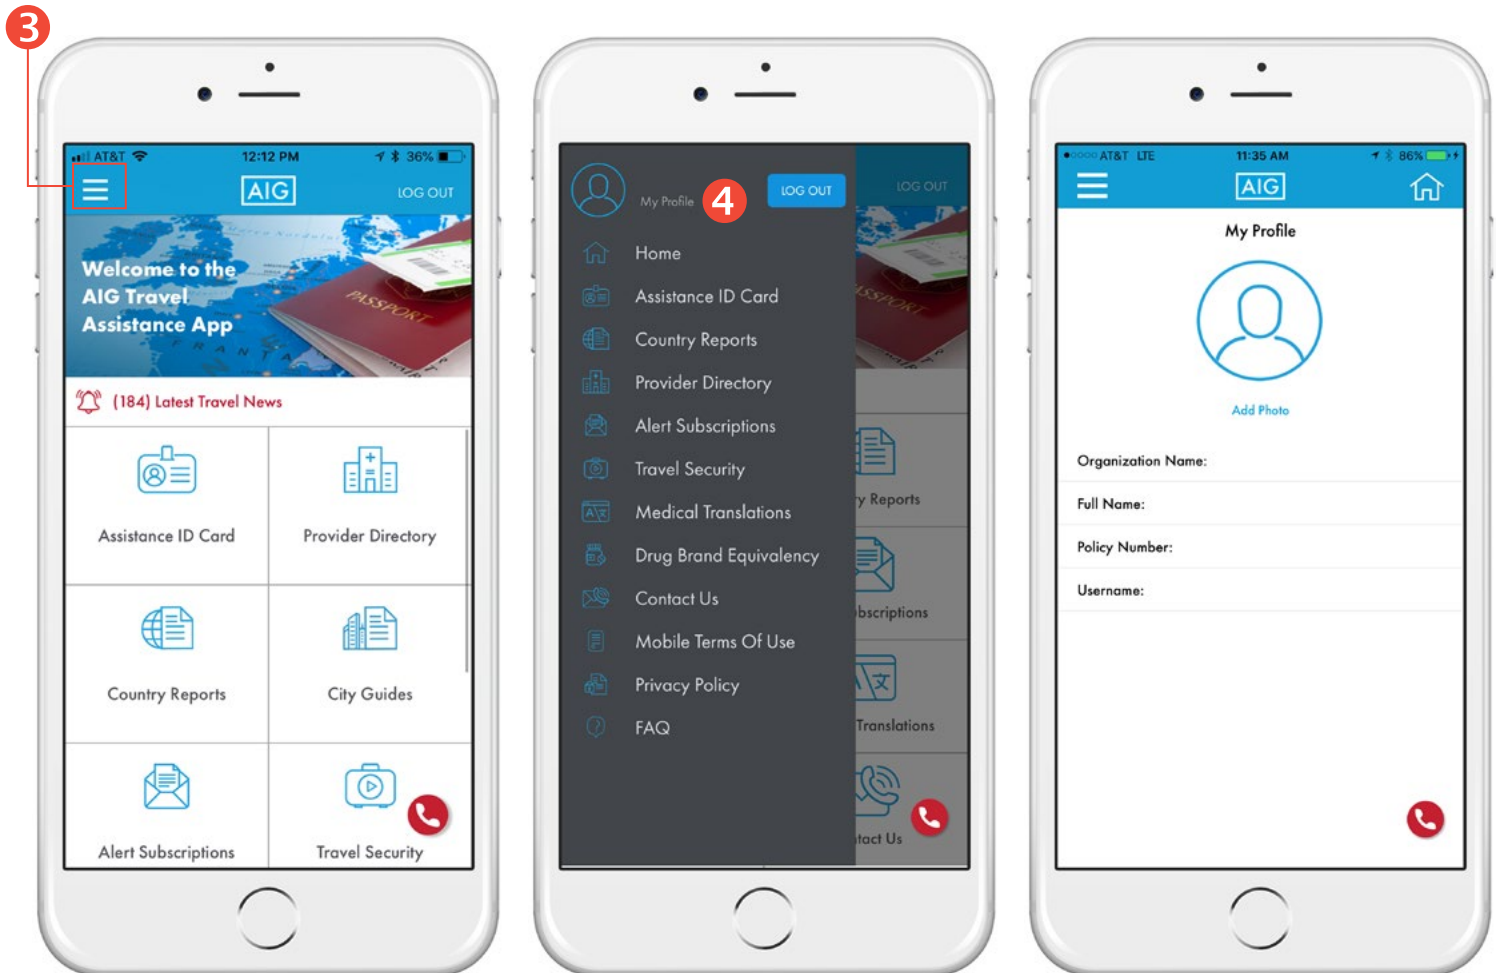 3
AT&T 12:12 PM 36%
AIG LOG OUT
Welcome to the
AIG Travel
Assistance App
PASSPORT
FRANTA
(184) Latest Travel News
Assistance ID Card Provider Directory
Country Reports City Guides
Alert Subscriptions Travel Security
My Profile 4 LOG OUT LOG OUT
Home
Assistance ID Card
Country Reports
Provider Directory
Alert Subscriptions
Travel Security
Medical Translations
Drug Brand Equivalency
Contact Us
Mobile Terms Of Use
Privacy Policy
FAQ
y Reports
bscriptions
Translations
tact Us
AT&T LTE 11:35 AM 86%
AIG
My Profile
Add Photo
Organization Name:
Full Name:
Policy Number:
Username: